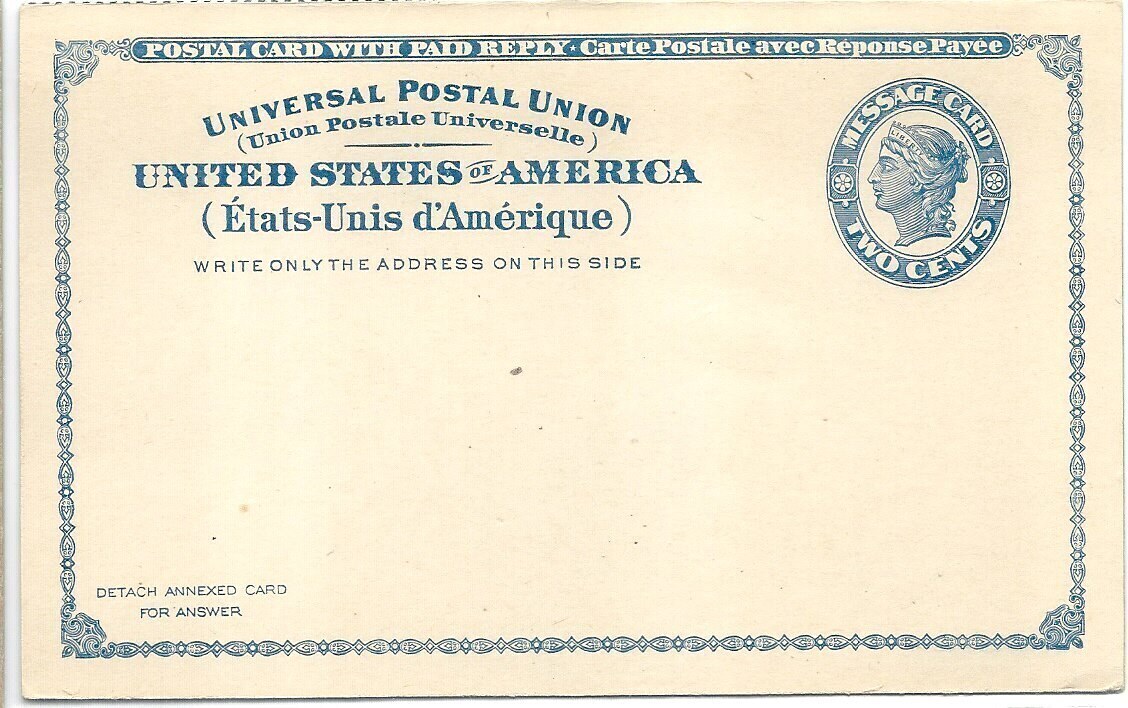 POSTAL CARD WITH PAID REPLY ★ Carte Postale avec Réponse Payée
UNIVERSAL POSTAL UNION
(Union Postale Universelle)
UNITED STATES OF AMERICA
(États-Unis d'Amérique)
WRITE ONLY THE ADDRESS ON THIS SIDE
MESSAGE CARD
LIBERTY
TWO CENTS
DETACH ANNEXED CARD
FOR ANSWER